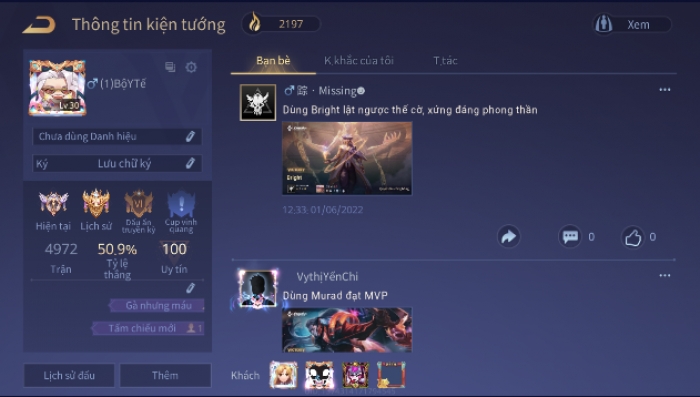 Thông tin kiện tướng
2197
Xem
Lv 30
(1)BộYTế
Chưa dùng Danh hiệu
Ký
Lưu chữ ký
Hiện tại
Lịch sử
Dấu ấn truyền kỳ
Cup vinh quang
4972
Trận
50,9%
Tỷ lệ thắng
100
Uy tín
Gà nhưng máu
Tấm chiếu mới
1
Lịch sử đấu
Thêm
Bạn bè
K.khắc của tôi
T.tác
踪·Missing
Dùng Bright lật ngược thế cờ, xứng đáng phong thần
Bright
12:33: 01/06/2022
0
0
VythịYếnChi
Dùng Murad đạt MVP
Khách